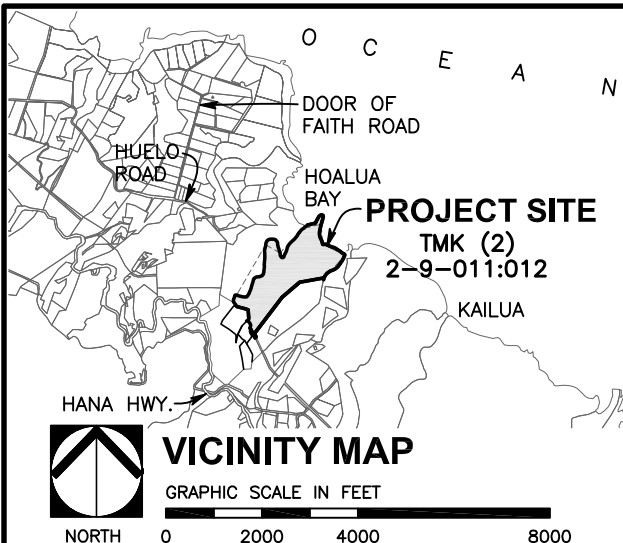 OCEAN
DOOR OF
FAITH ROAD
HUELO
ROAD
HOALUA
BAY
PROJECT SITE
TMK (2)
2-9-011:012
KAILUA
HANA HWY.
VICINITY MAP
GRAPHIC SCALE IN FEET
NORTH
0 2000 4000 8000